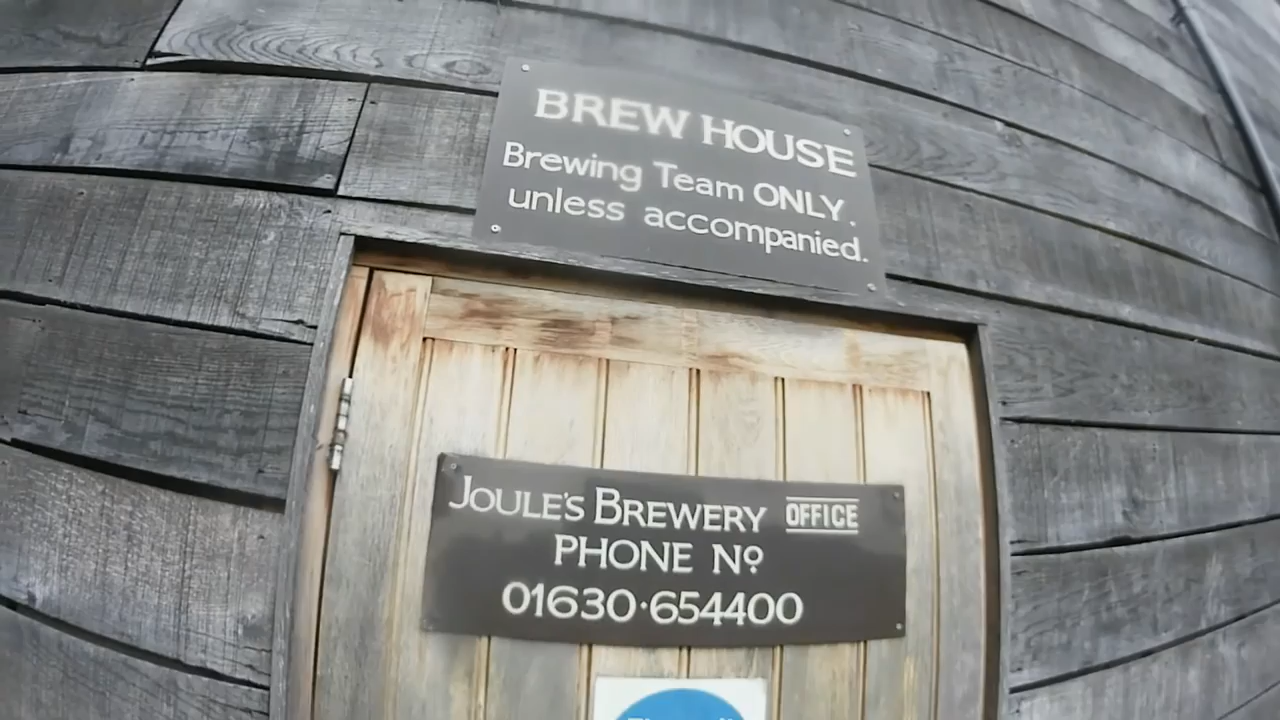 BREW HOUSE
Brewing Team ONLY.
unless accompanied.
JOULE'S BREWERY OFFICE
PHONE Nº
01630·654400